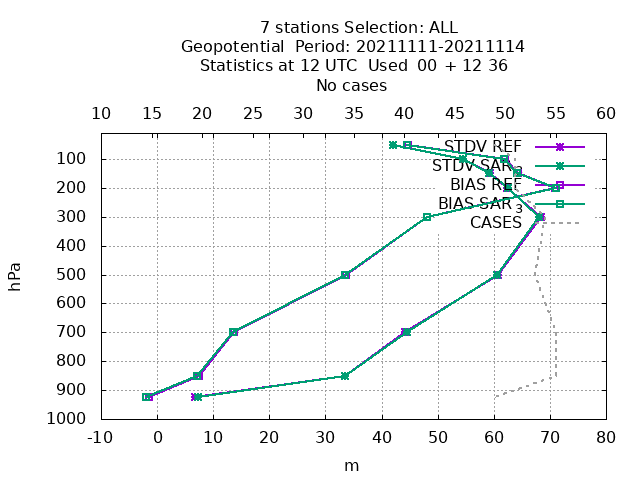 7 stations Selection: ALL
Geopotential  Period: 20211111-20211114
Statistics at 12 UTC  Used  00 + 12 36
No cases
10 15 20 25 30 35 40 45 50 55 60
STDV REF
STDV SAR3
BIAS REF
BIAS SAR3
CASES
100
200
300
400
500
600
700
800
900
1000
hPa
-10 0 10 20 30 40 50 60 70 80
m